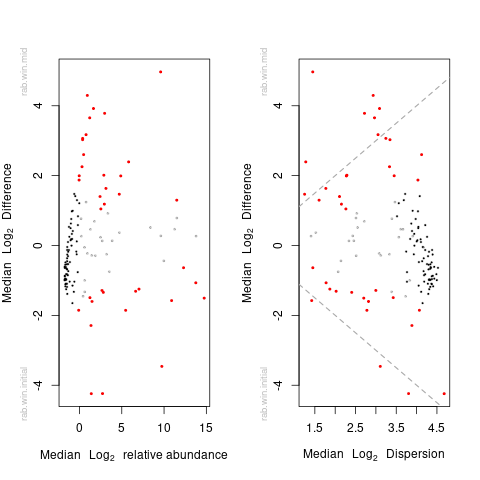 rab.win.mid
rab.win.initial
Median Log2 Difference
4
2
0
-2
-4
0 5 10 15
Median Log2 relative abundance
rab.win.mid
rab.win.initial
Median Log2 Difference
4
2
0
-2
-4
1.5 2.5 3.5 4.5
Median Log2 Dispersion